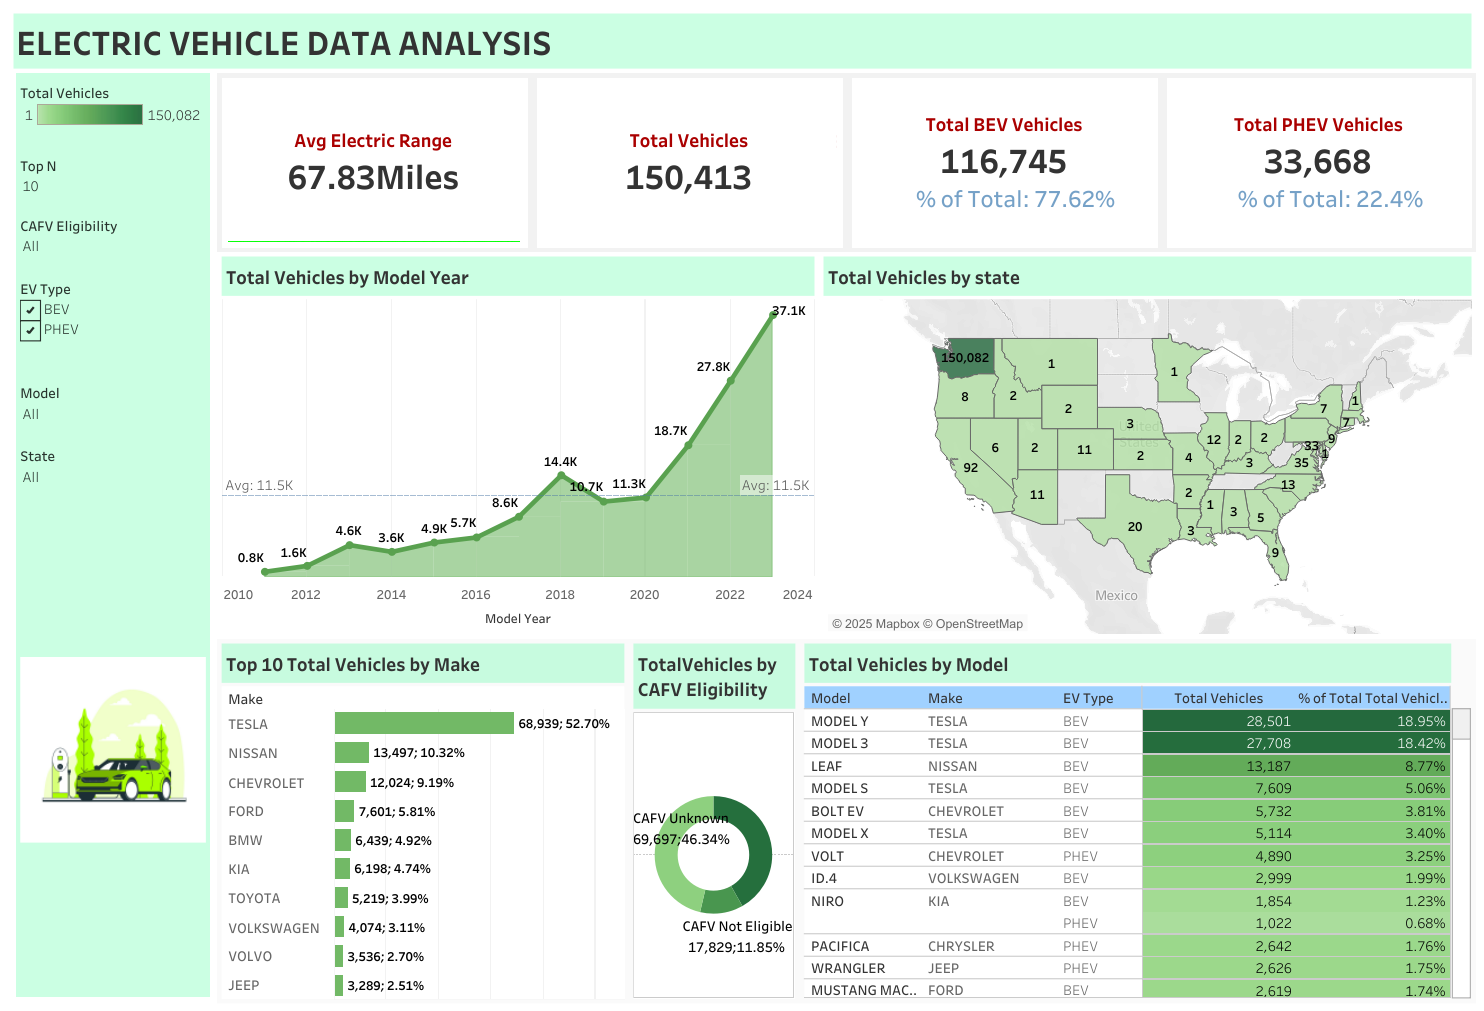 ELECTRIC VEHICLE DATA ANALYSIS
Total Vehicles
1 150,082
Top N
10
CAFV Eligibility
All
EV Type
BEV
PHEV
Model
All
State
All
Avg Electric Range
67.83Miles
Total Vehicles
150,413
Total BEV Vehicles
116,745
% of Total: 77.62%
Total PHEV Vehicles
33,668
% of Total: 22.4%
Total Vehicles by Model Year
37.1K
27.8K
18.7K
14.4K
10.7K 11.3K
Avg: 11.5K Avg: 11.5K
8.6K
4.6K 3.6K 4.9K 5.7K
0.8K 1.6K
2010 2012 2014 2016 2018 2020 2022 2024
Model Year
Total Vehicles by state
150,082 1 1
8 2 2 7 1
3 United States 7
6 2 11 2 4 12 2 2 33 9 1
92 3 35
11 2 13
20 3 1 3 5
9
Mexico
© 2025 Mapbox © OpenStreetMap
Top 10 Total Vehicles by Make
Make
TESLA 68,939; 52.70%
NISSAN 13,497; 10.32%
CHEVROLET 12,024; 9.19%
FORD 7,601; 5.81%
BMW 6,439; 4.92%
KIA 6,198; 4.74%
TOYOTA 5,219; 3.99%
VOLKSWAGEN 4,074; 3.11%
VOLVO 3,536; 2.70%
JEEP 3,289; 2.51%
TotalVehicles by
CAFV Eligibility
CAFV Unknown
69,697;46.34%
CAFV Not Eligible
17,829;11.85%
Total Vehicles by Model
Model Make EV Type Total Vehicles % of Total Total Vehicl..
MODEL Y TESLA BEV 28,501 18.95%
MODEL 3 TESLA BEV 27,708 18.42%
LEAF NISSAN BEV 13,187 8.77%
MODEL S TESLA BEV 7,609 5.06%
BOLT EV CHEVROLET BEV 5,732 3.81%
MODEL X TESLA BEV 5,114 3.40%
VOLT CHEVROLET PHEV 4,890 3.25%
ID.4 VOLKSWAGEN BEV 2,999 1.99%
NIRO KIA BEV 1,854 1.23%
PHEV 1,022 0.68%
PACIFICA CHRYSLER PHEV 2,642 1.76%
WRANGLER JEEP PHEV 2,626 1.75%
MUSTANG MAC.. FORD BEV 2,619 1.74%